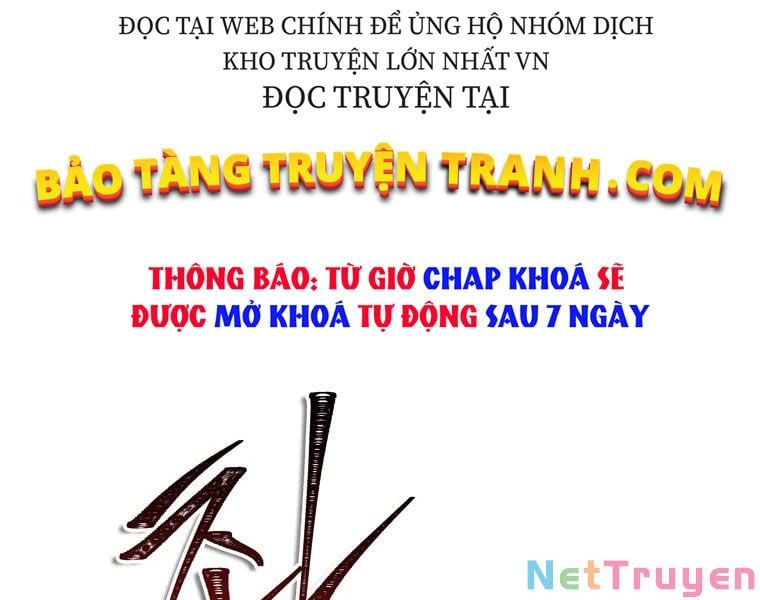 ĐỌC TẠI WEB CHÍNH ĐỂ ỦNG HỘ NHÓM DỊCH
KHO TRUYỆN LỚN NHẤT VN
ĐỌC TRUYỆN TẠI
BẢO TÀNG TRUYỆN TRANH.COM
THÔNG BÁO: TỪ GIỜ CHAP KHOÁ SẼ
ĐƯỢC MỞ KHOÁ TỰ ĐỘNG SAU 7 NGÀY
NetTruyen